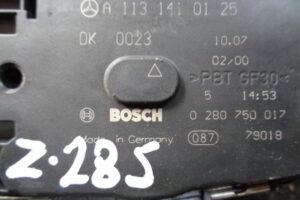 A 113 141 01 25
DK 0023 10.07
02/00
>PBT GF30<
5 14:53
BOSCH 0 280 750 017
Made in Germany 087 79018
Z.285